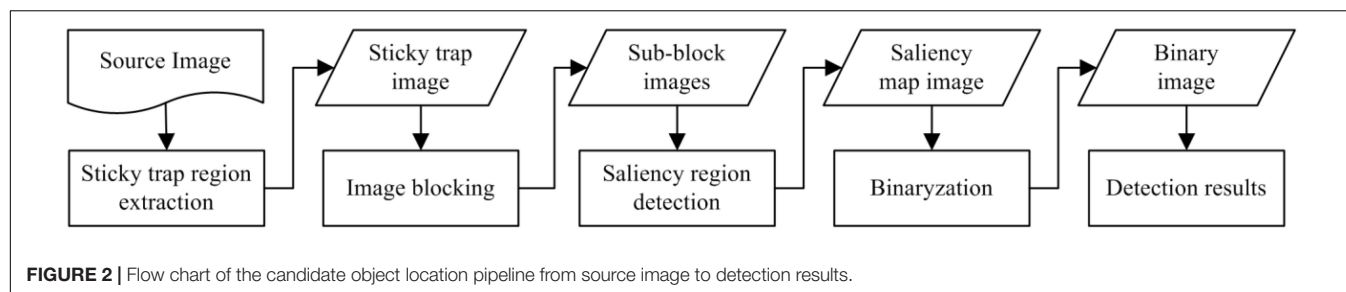 Source Image
Sticky trap region
extraction
Sticky trap
image
Image blocking
Sub-block
images
Saliency region
detection
Saliency
map image
Binaryzation
Binary
image
Detection results
FIGURE 2 | Flow chart of the candidate object location pipeline from source image to detection results.